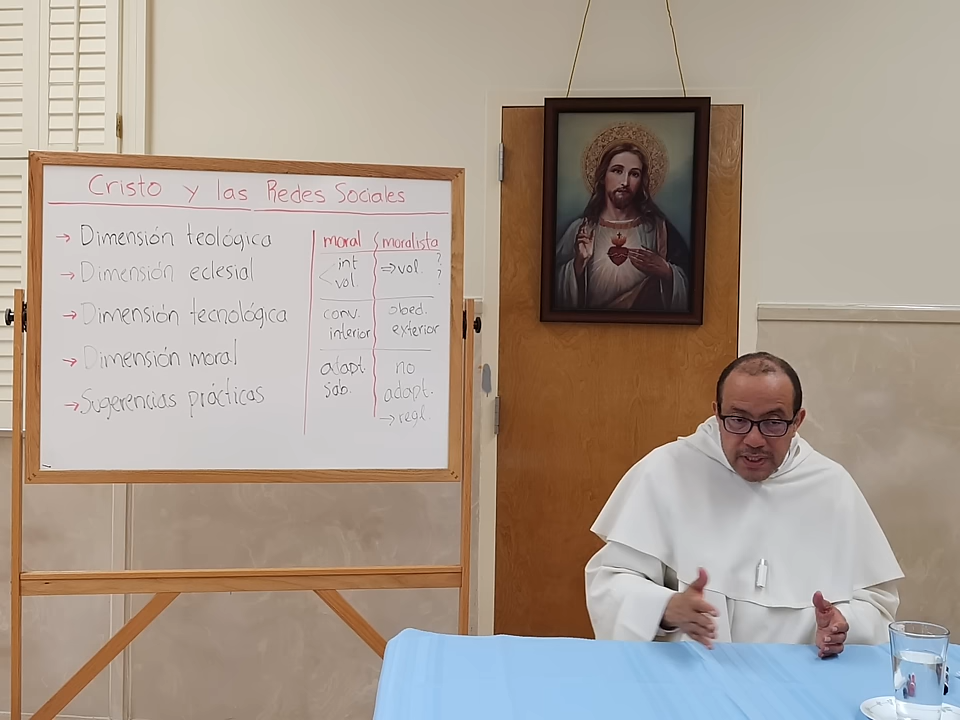 Cristo y las Redes Sociales
→ Dimensión teológica
→ Dimensión eclesial
→ Dimensión tecnológica
→ Dimensión moral
→ Sugerencias prácticas
moral
moralista
< int
vol.
⇒ vol. ?
?
conv.
interior
obed.
exterior
adapt.
sab.
no
adapt.
→ regl.